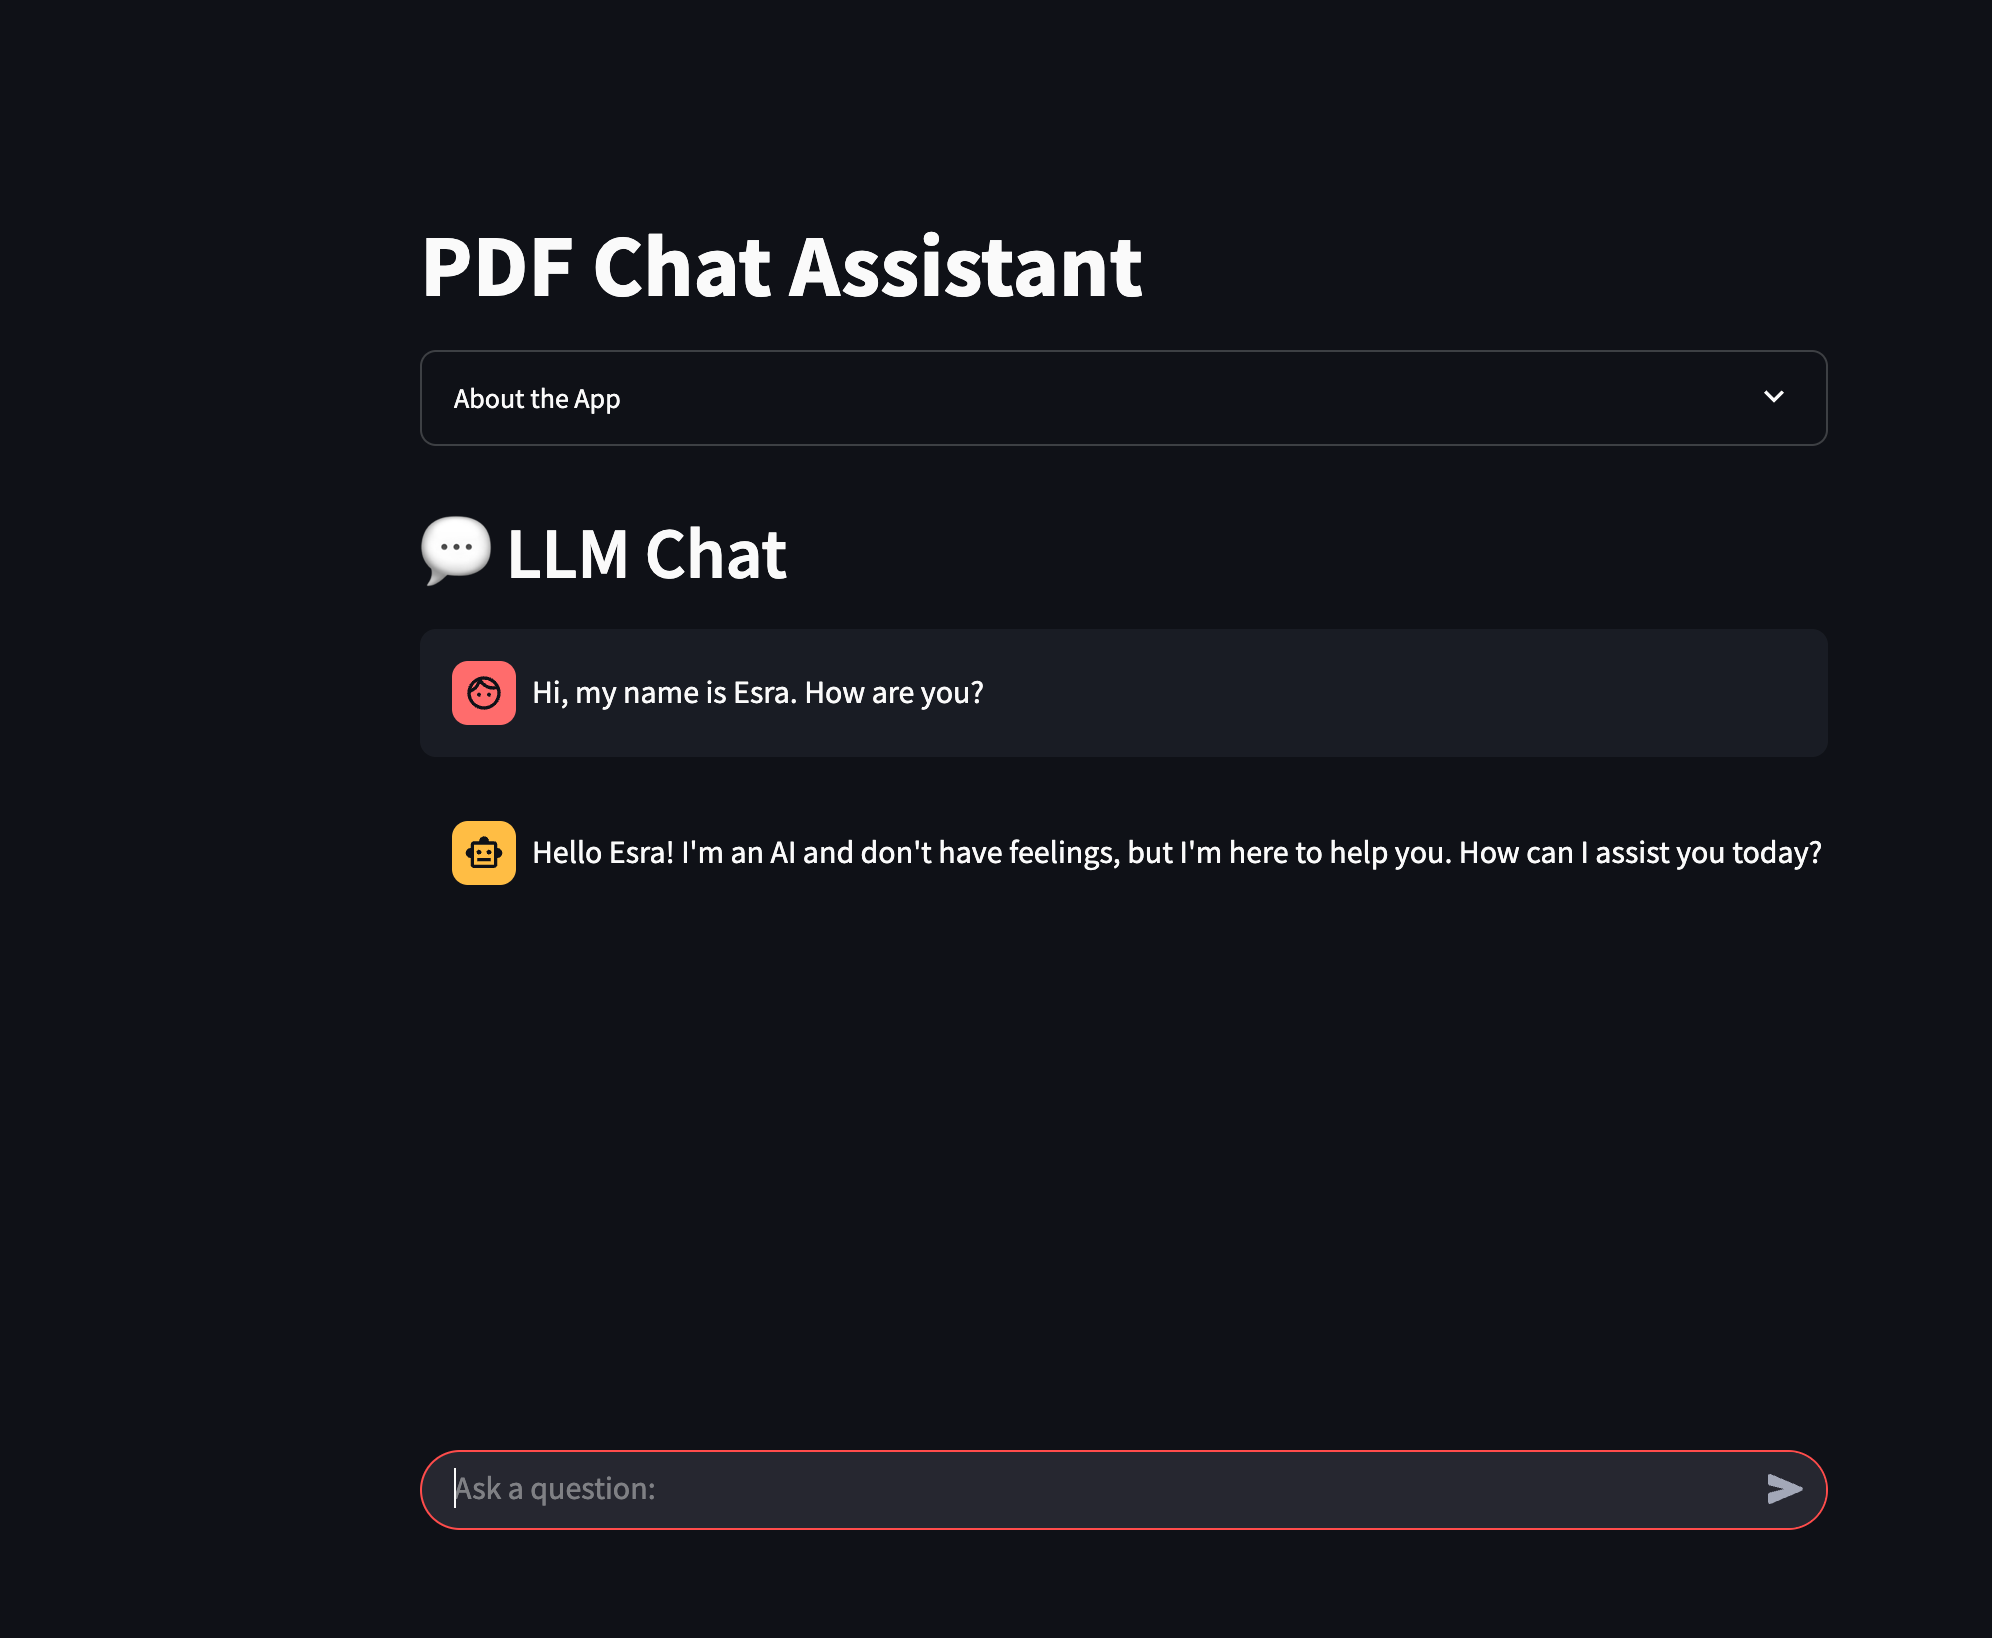 PDF Chat Assistant
About the App
💬 LLM Chat
Hi, my name is Esra. How are you?
Hello Esra! I'm an AI and don't have feelings, but I'm here to help you. How can I assist you today?
Ask a question: